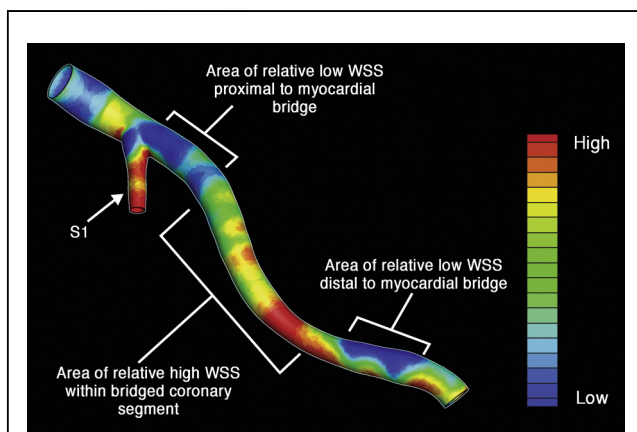 Area of relative low WSS
proximal to myocardial
bridge
High
S1
Area of relative low WSS
distal to myocardial bridge
Area of relative high WSS
within bridged coronary
segment
Low